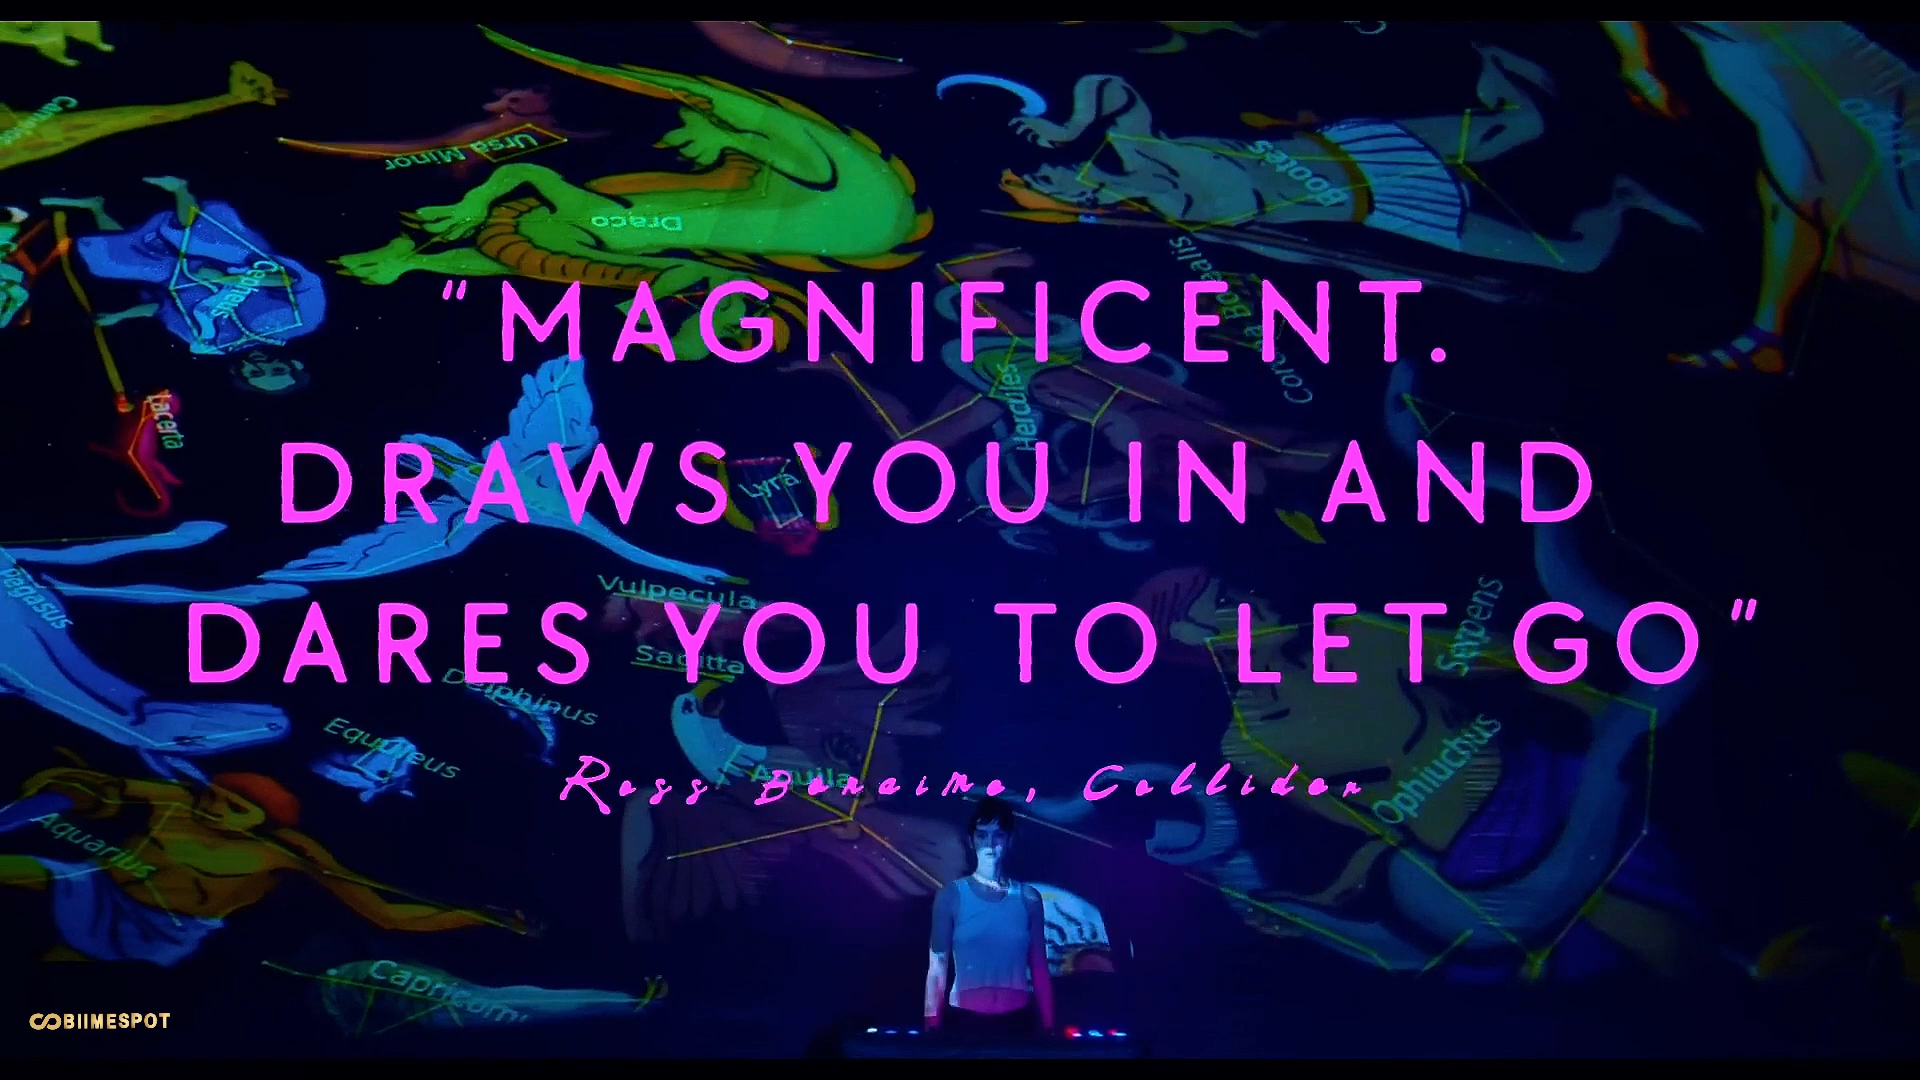 Ursa Minor
Draco
Bootes
Cepheus
"MAGNIFICENT.
Hercules
Lacerta
DRAWS YOU IN AND
Lyra
Pegasus
Vulpecula
DARES YOU TO LET GO"
Serpens
Sagitta
Delphinus
Equuleus
Ross Bonaime, Collider
Aquila
Ophiuchus
Aquarius
BIIMESPOT